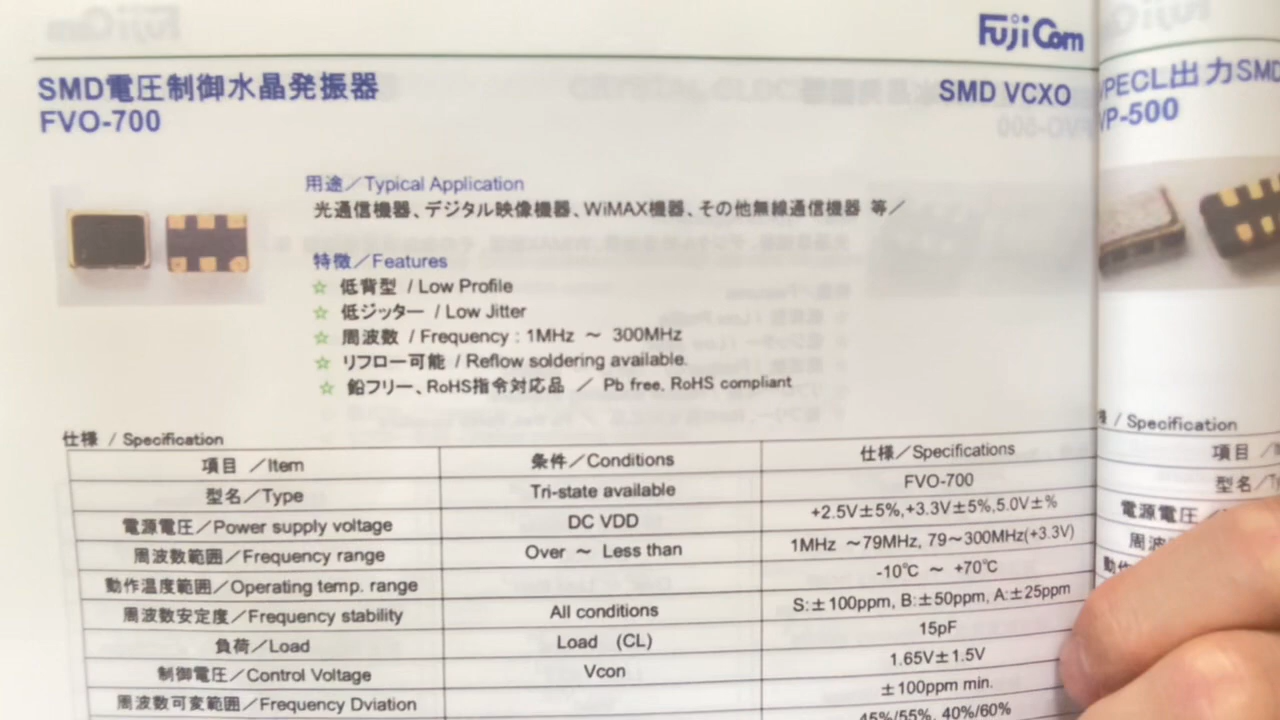 FujiCom
SMD電圧制御水晶発振器
SMD VCXO
FVO-700
用途／Typical Application
光通信機器、デジタル映像機器、WiMAX機器、その他無線通信機器 等／
特徴／Features
☆ 低背型 / Low Profile
☆ 低ジッター / Low Jitter
☆ 周波数 / Frequency : 1MHz ～ 300MHz
☆ リフロー可能 / Reflow soldering available.
☆ 鉛フリー、RoHS指令対応品 ／ Pb free, RoHS compliant
仕様 / Specification
項目 ／Item 条件／Conditions 仕様／Specifications
型名／Type Tri-state available FVO-700
電源電圧／Power supply voltage DC VDD +2.5V±5%,+3.3V±5%,5.0V±%
周波数範囲／Frequency range Over ～ Less than 1MHz ～79MHz, 79～300MHz(+3.3V)
動作温度範囲／Operating temp. range -10℃ ～ +70℃
周波数安定度／Frequency stability All conditions S:±100ppm, B:±50ppm, A:±25ppm
負荷／Load Load (CL) 15pF
制御電圧／Control Voltage Vcon 1.65V±1.5V
周波数可変範囲／Frequency Dviation ±100ppm min.
45%/55%, 40%/60%
PECL出力SMD
VP-500
/ Specification
項目
型名
電源電圧